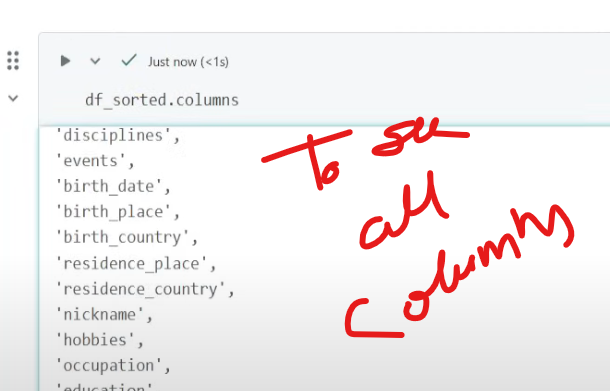 Just now (<1s)
df_sorted.columns
'disciplines',
'events',
'birth_date',
'birth_place',
'birth_country',
'residence_place',
'residence_country',
'nickname',
'hobbies',
'occupation',
'education'
To see
all
Columns